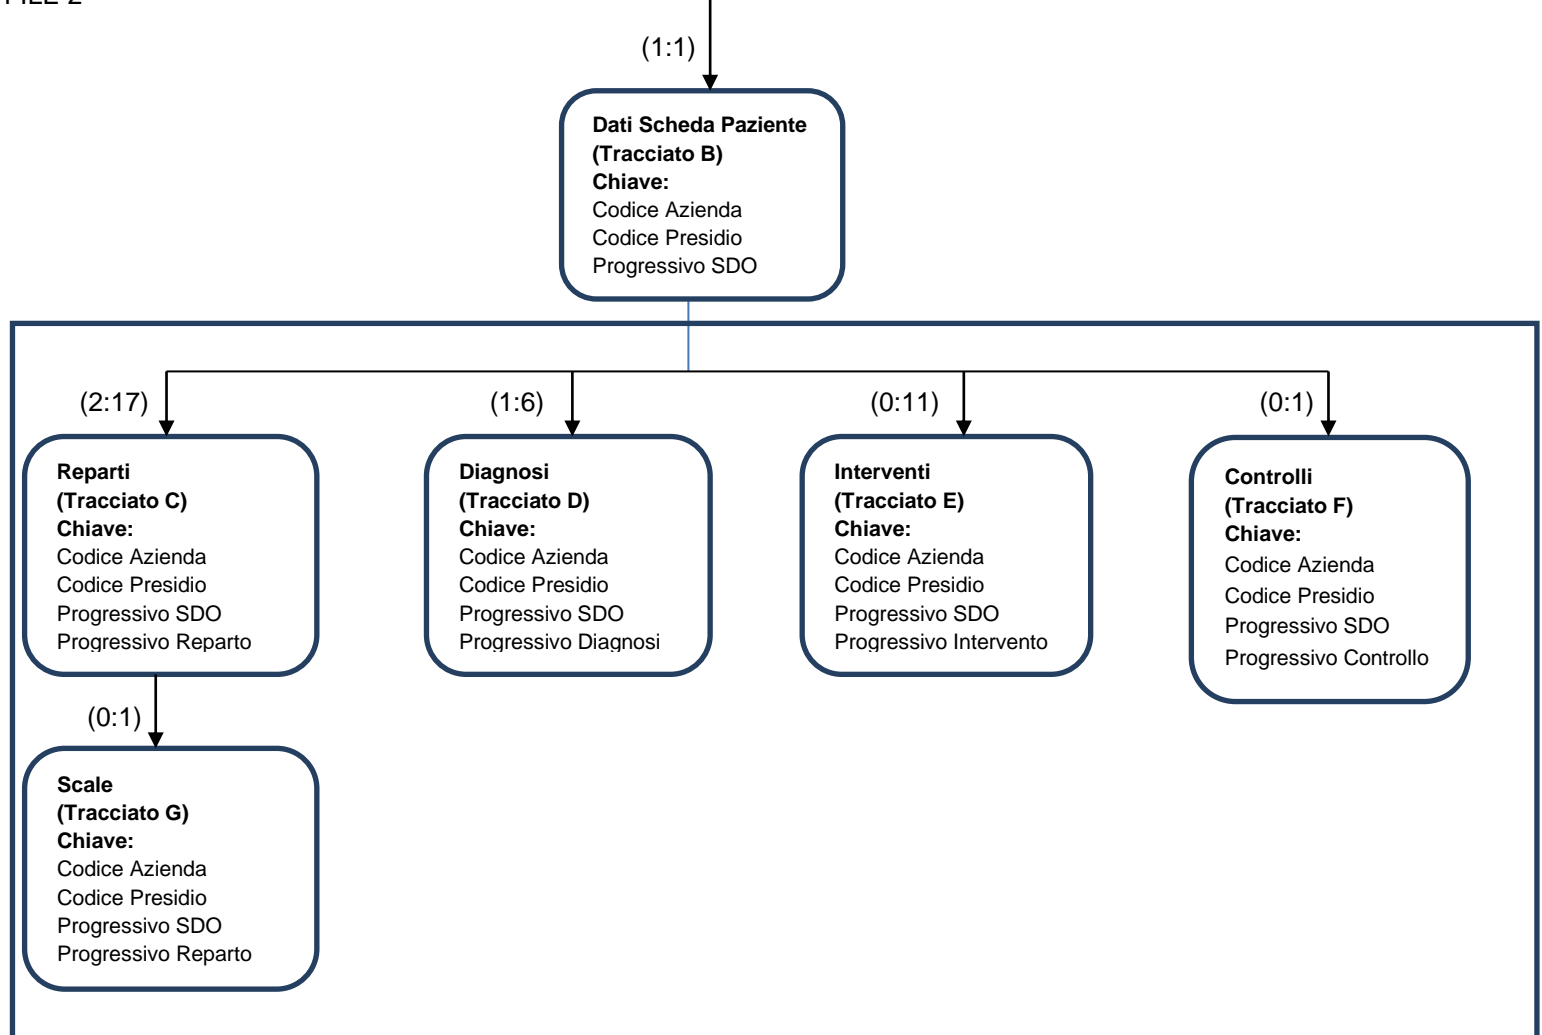 FILE 2
(1:1)
Dati Scheda Paziente
(Tracciato B)
Chiave:
Codice Azienda
Codice Presidio
Progressivo SDO
(2:17)
(1:6)
(0:11)
(0:1)
Reparti
(Tracciato C)
Chiave:
Codice Azienda
Codice Presidio
Progressivo SDO
Progressivo Reparto
Diagnosi
(Tracciato D)
Chiave:
Codice Azienda
Codice Presidio
Progressivo SDO
Progressivo Diagnosi
Interventi
(Tracciato E)
Chiave:
Codice Azienda
Codice Presidio
Progressivo SDO
Progressivo Intervento
Controlli
(Tracciato F)
Chiave:
Codice Azienda
Codice Presidio
Progressivo SDO
Progressivo Controllo
(0:1)
Scale
(Tracciato G)
Chiave:
Codice Azienda
Codice Presidio
Progressivo SDO
Progressivo Reparto